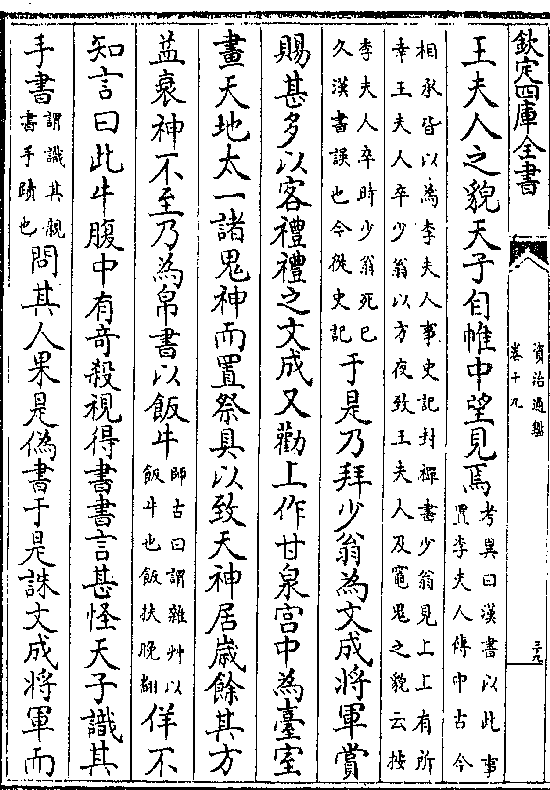 欽定四庫全書
資治通鑑
卷十九
王夫人之貌天子自帷中望見焉
考異曰漢書以此事
置李夫人傳中古今
相承皆以為李夫人事史記封禪書少翁見上上有所
幸王夫人卒少翁以方夜致王夫人及竈鬼之貌云按
李夫人卒時少翁死已
久漢書誤也今從史記
于是乃拜少翁為文成將軍賞
賜甚多以客禮禮之文成又勸上作甘泉宫中為臺室
畫天地太一諸鬼神而置祭具以致天神居歲餘其方
益衰神不至乃為帛書以飯牛
師古曰謂雜艸以
飯牛也飯扶晚翻
佯不
知言曰此牛腹中有奇殺視得書書言甚怪天子識其
手書
謂識其親
書手蹟也
問其人果是偽書于是誅文成將軍而